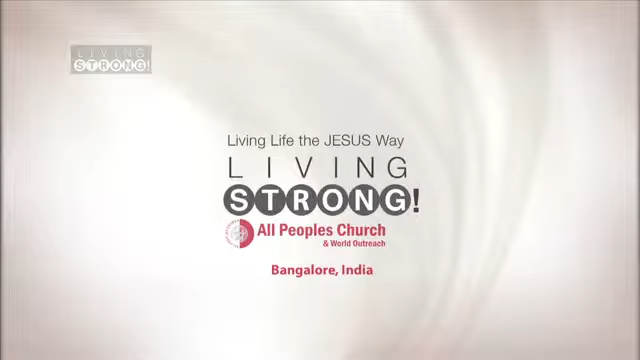 LIVING
STRONG!
Living Life the JESUS Way
LIVING
STRONG!
All Peoples Church
& World Outreach
Bangalore, India